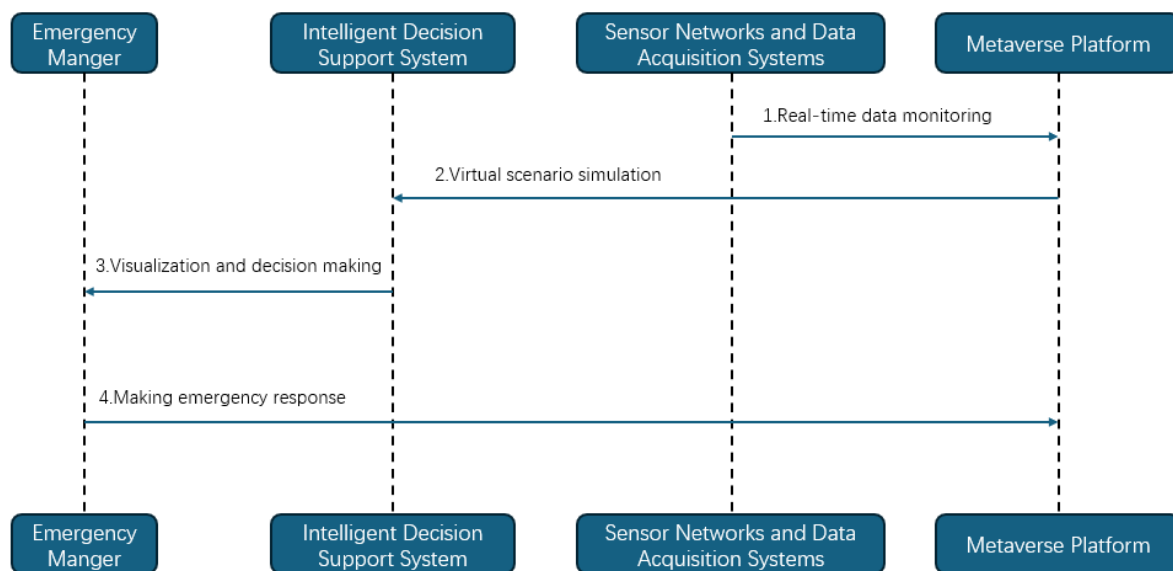 Emergency
Manger
Intelligent Decision
Support System
Sensor Networks and Data
Acquisition Systems
Metaverse Platform
1.Real-time data monitoring
2.Virtual scenario simulation
3.Visualization and decision making
4.Making emergency response
Emergency
Manger
Intelligent Decision
Support System
Sensor Networks and Data
Acquisition Systems
Metaverse Platform